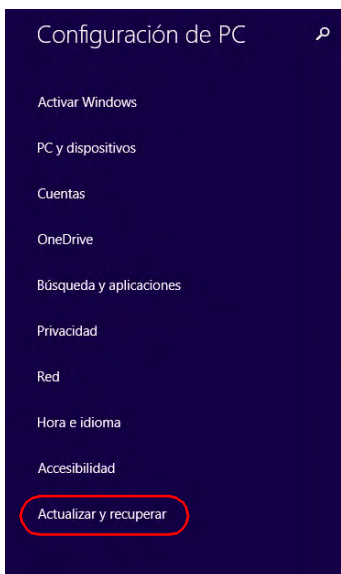 Configuración de PC
Activar Windows
PC y dispositivos
Cuentas
OneDrive
Búsqueda y aplicaciones
Privacidad
Red
Hora e idioma
Accesibilidad
Actualizar y recuperar